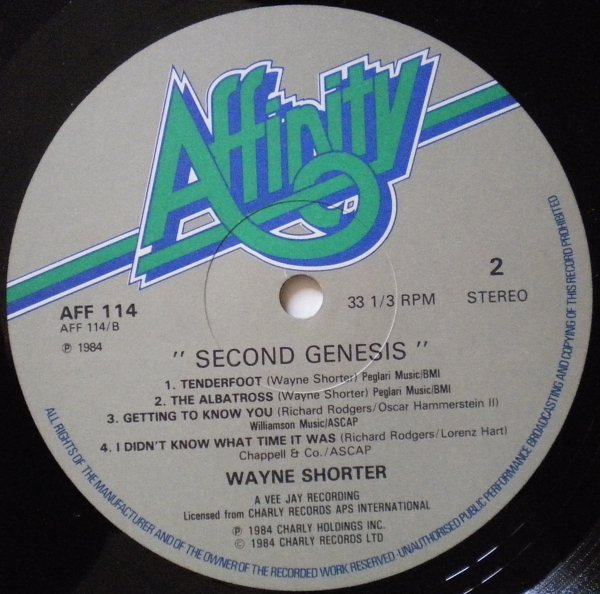 Affinity
AFF 114
AFF 114/B
℗ 1984
33 1/3 RPM
2
STEREO
" SECOND GENESIS "
1. TENDERFOOT (Wayne Shorter) Peglari Music/BMI
2. THE ALBATROSS (Wayne Shorter) Peglari Music/BMI
3. GETTING TO KNOW YOU (Richard Rodgers/Oscar Hammerstein II)
Williamson Music/ASCAP
4. I DIDN'T KNOW WHAT TIME IT WAS (Richard Rodgers/Lorenz Hart)
Chappell & Co./ASCAP
WAYNE SHORTER
A VEE JAY RECORDING
Licensed from CHARLY RECORDS APS INTERNATIONAL
℗ 1984 CHARLY HOLDINGS INC.
© 1984 CHARLY RECORDS LTD
ALL RIGHTS OF THE MANUFACTURER AND OF THE OWNER OF THE RECORDED WORK RESERVED · UNAUTHORISED PUBLIC PERFORMANCE BROADCASTING AND COPYING OF THIS RECORD PROHIBITED